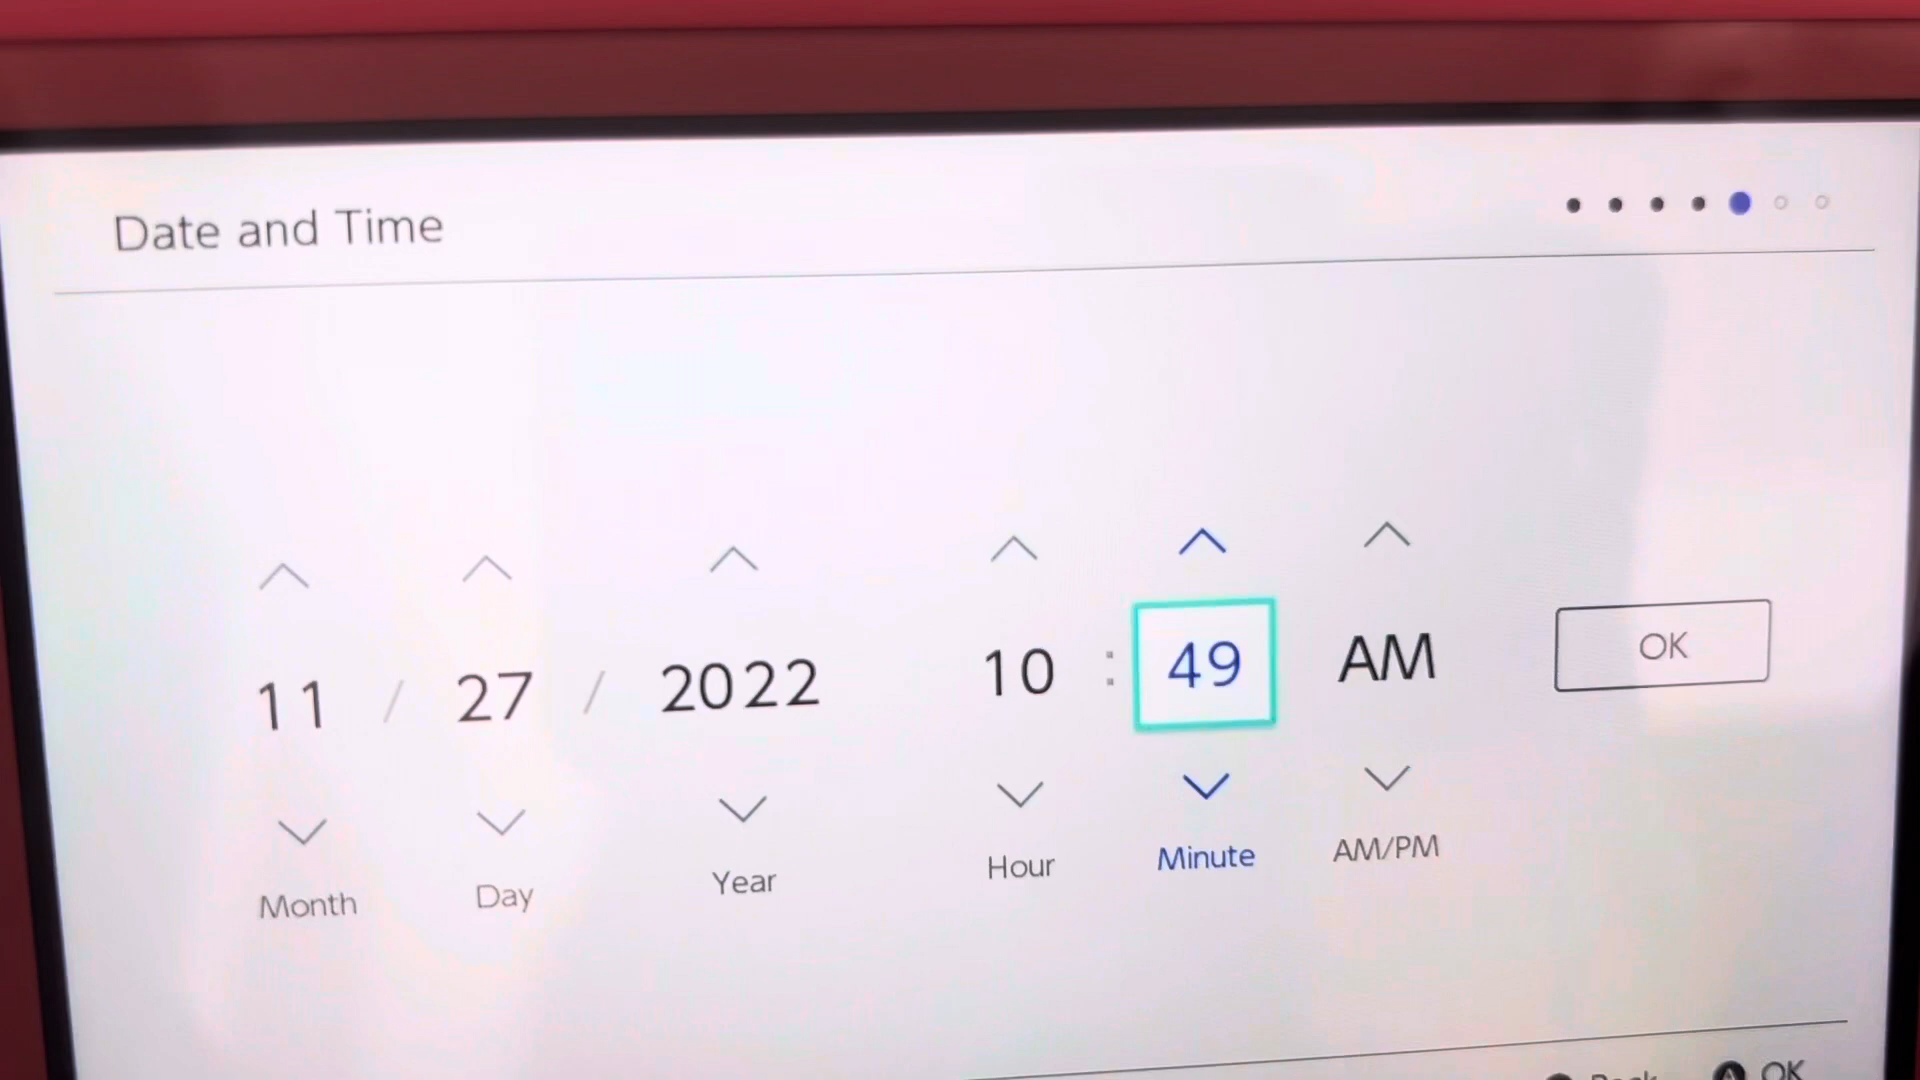 Date and Time
11 / 27 / 2022 10 : 49 AM OK
Month Day Year Hour Minute AM/PM
A OK